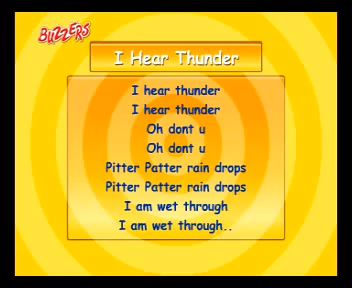 BUZZERS
I Hear Thunder
I hear thunder
I hear thunder
Oh dont u
Oh dont u
Pitter Patter rain drops
Pitter Patter rain drops
I am wet through
I am wet through..